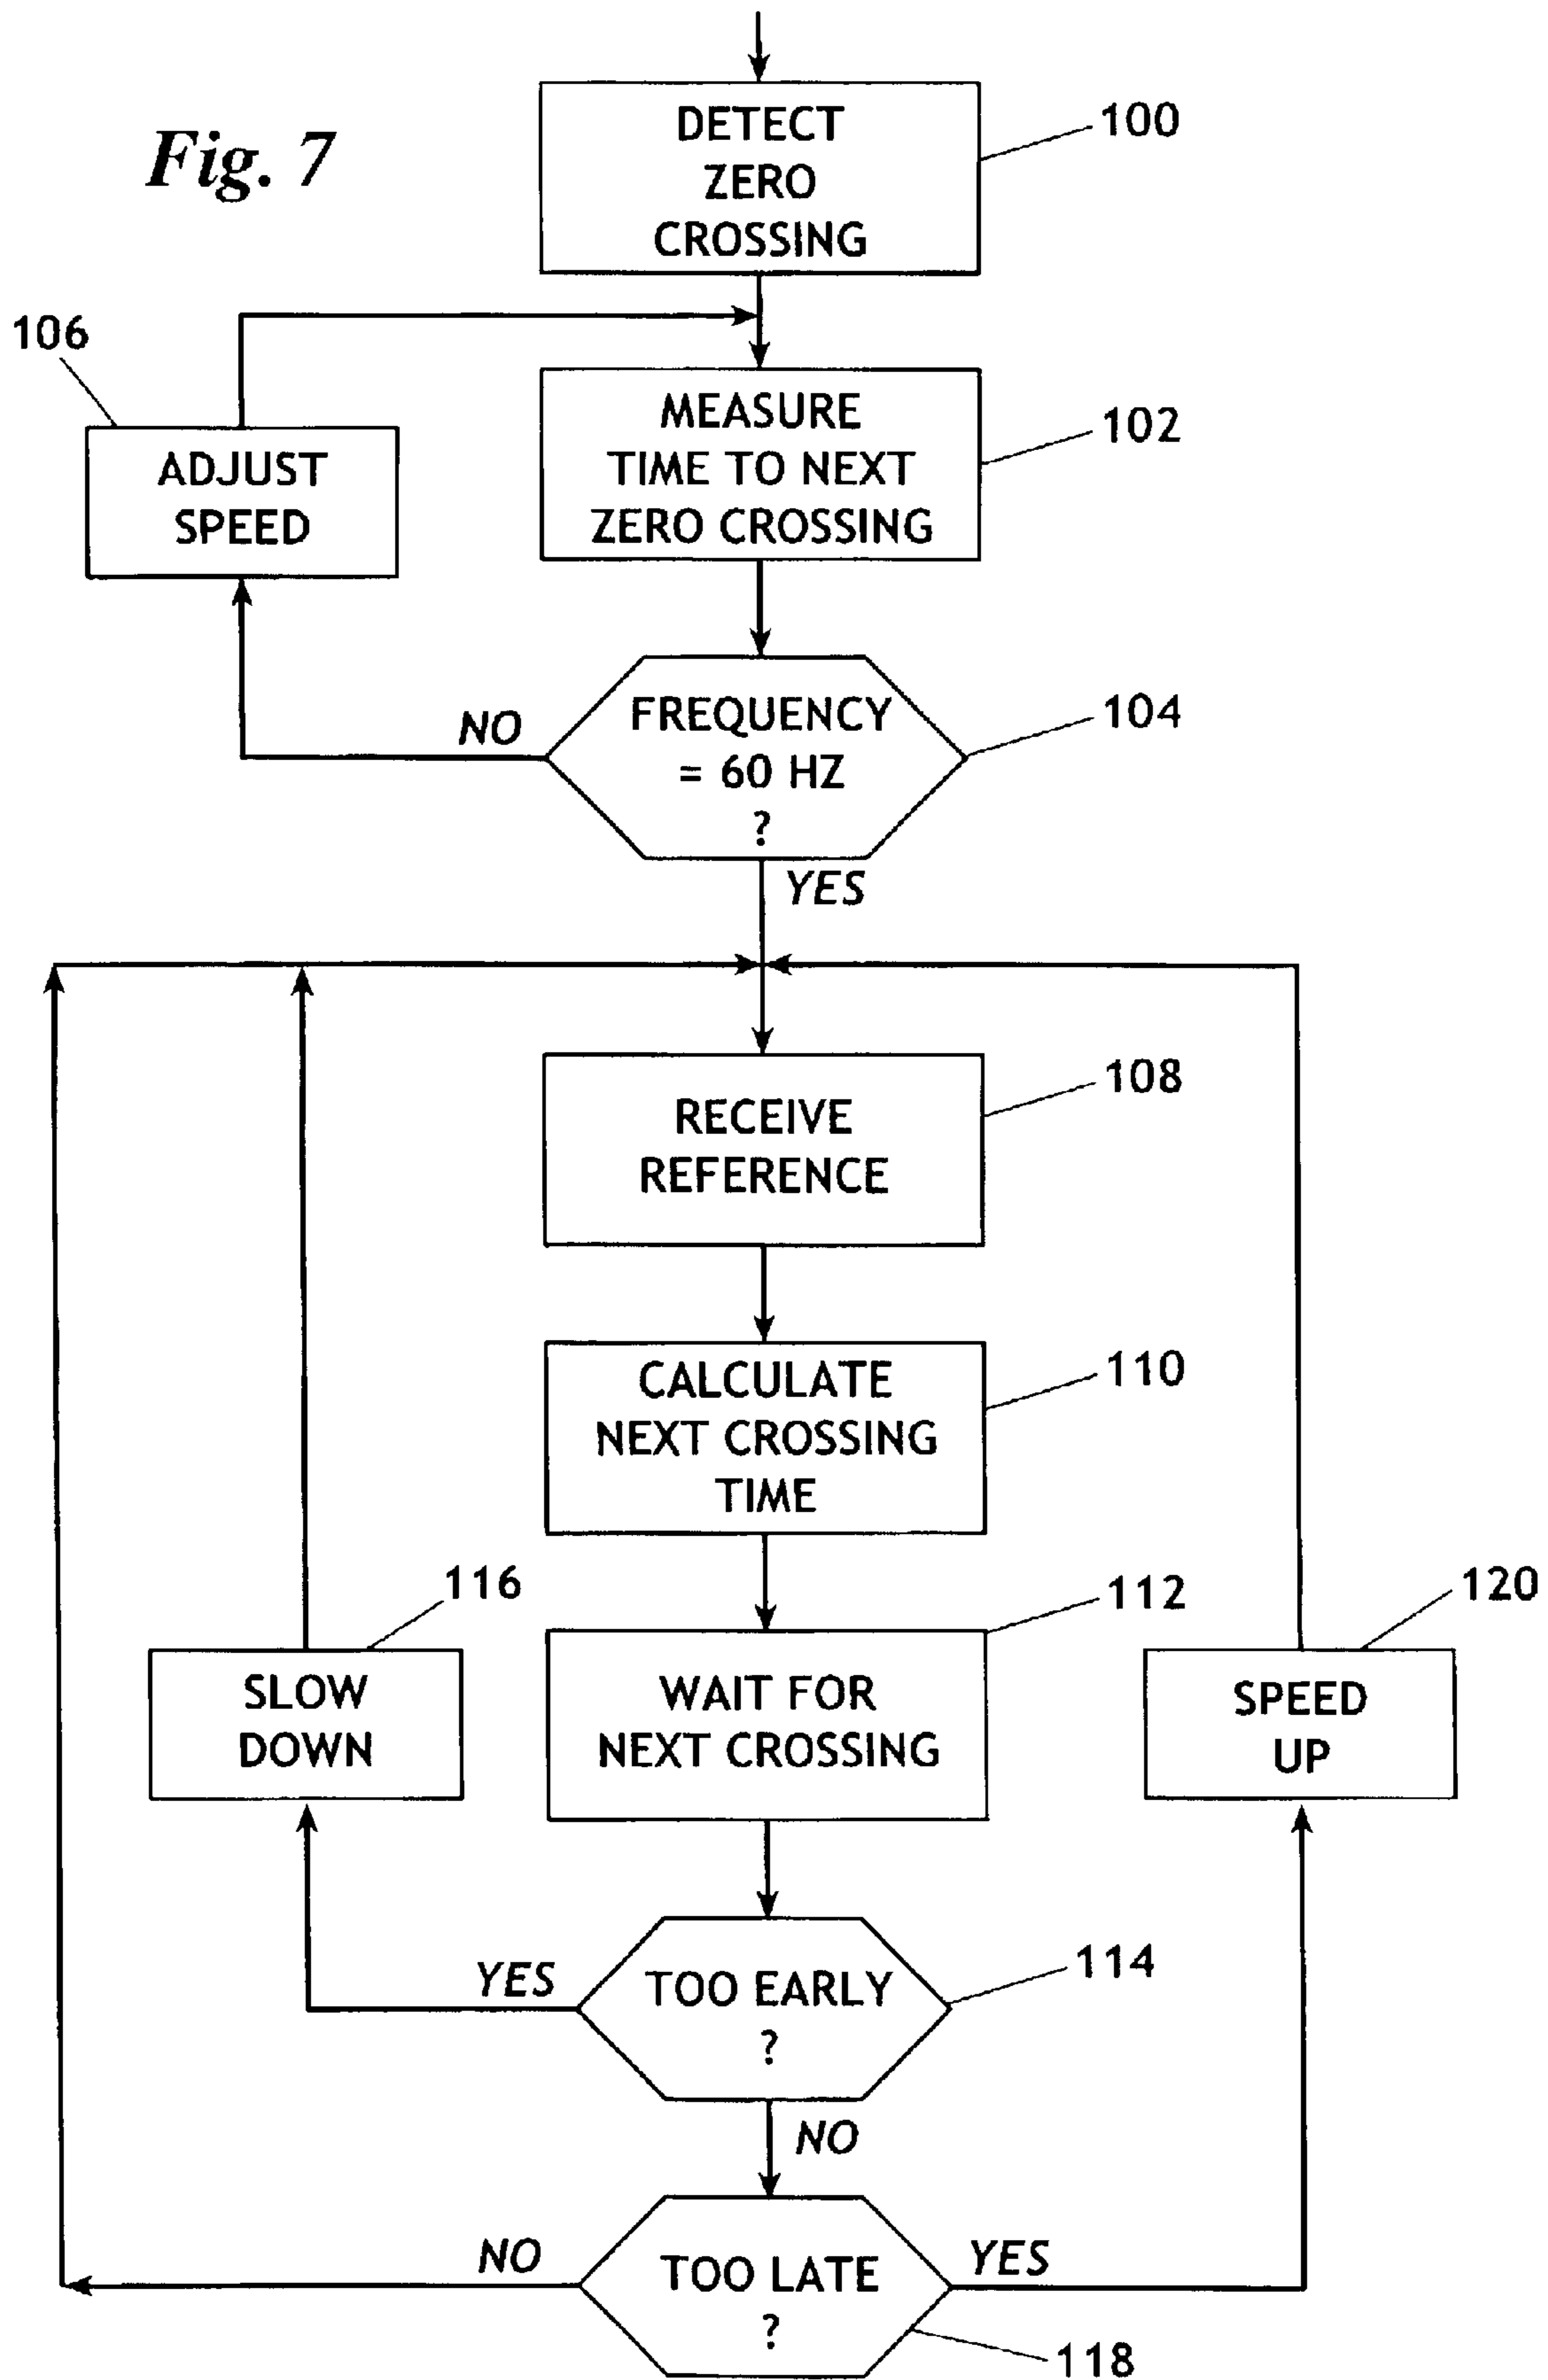 Fig. 7
DETECT
ZERO
CROSSING
100
106
ADJUST
SPEED
MEASURE
TIME TO NEXT
ZERO CROSSING
102
NO
FREQUENCY
= 60 HZ
?
104
YES
RECEIVE
REFERENCE
108
CALCULATE
NEXT CROSSING
TIME
110
116
SLOW
DOWN
WAIT FOR
NEXT CROSSING
112
120
SPEED
UP
YES
TOO EARLY
?
114
NO
NO
TOO LATE
?
YES
118